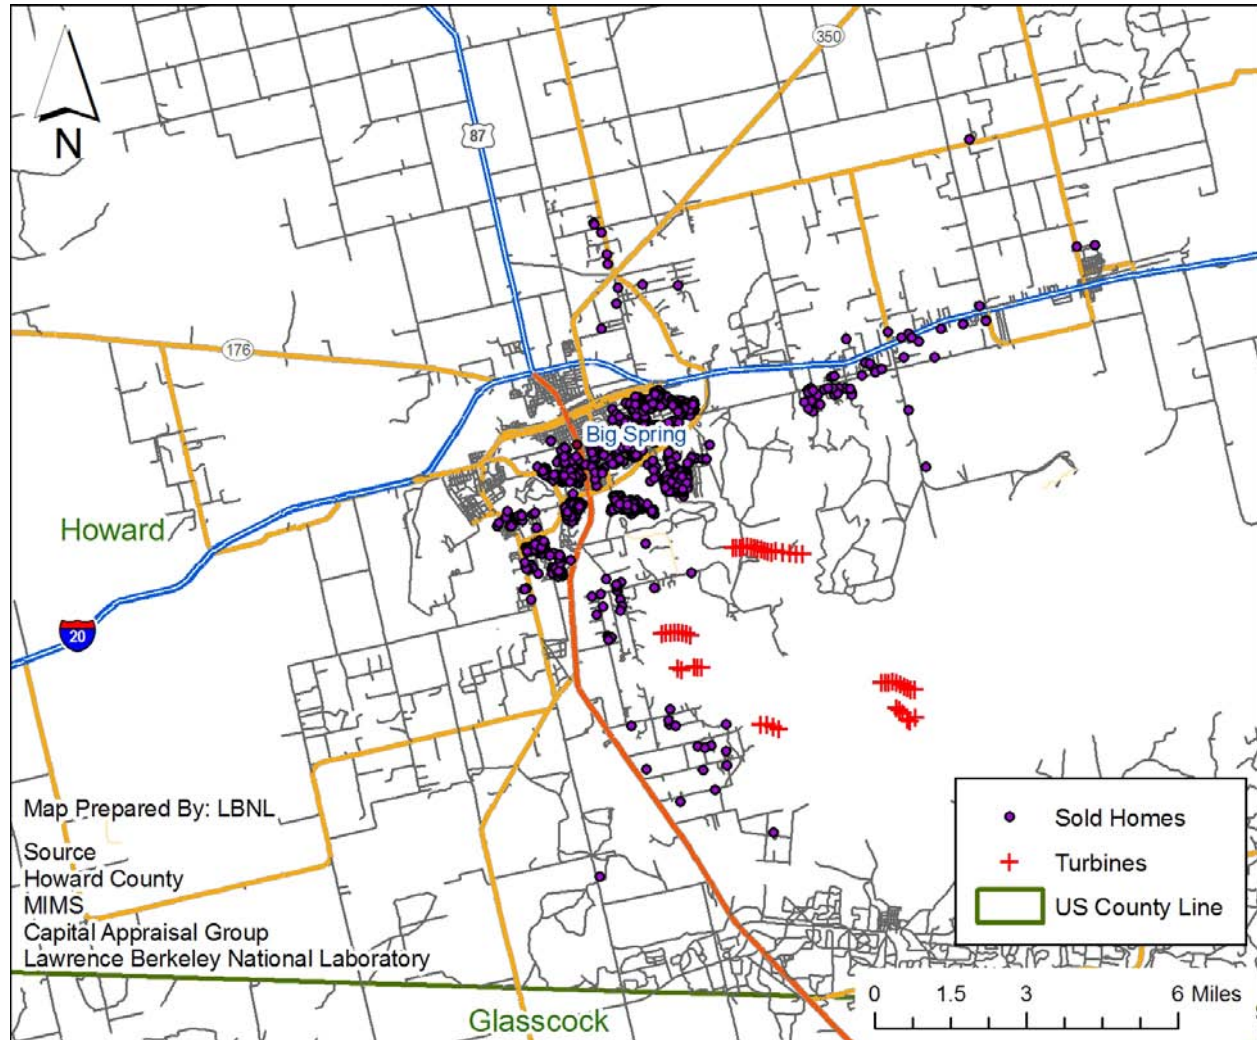 350
N
87
176
Big Spring
Howard
20
Map Prepared By: LBNL
Source
Howard County
MIMS
Capital Appraisal Group
Lawrence Berkeley National Laboratory
Sold Homes
Turbines
US County Line
0 1.5 3 6 Miles
Glasscock